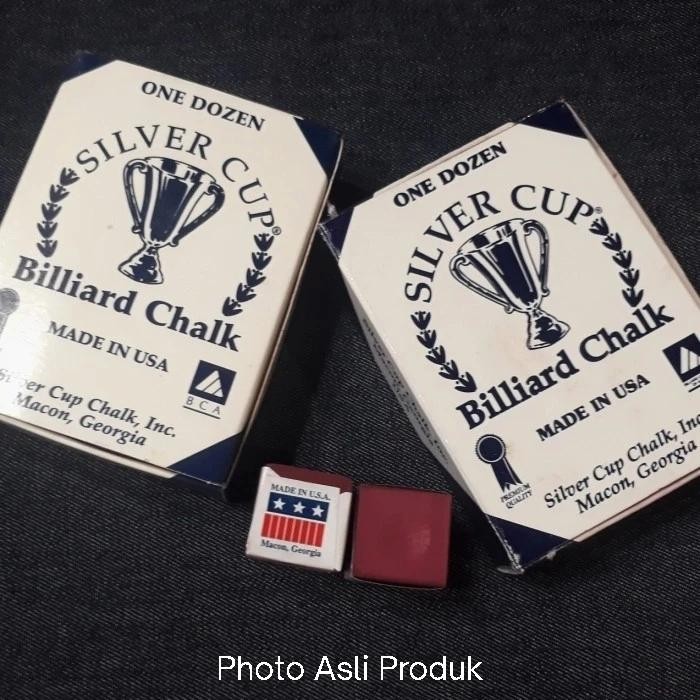 ONE DOZEN
SILVER CUP®
Billiard Chalk
MADE IN USA
BCA
Silver Cup Chalk, Inc.
Macon, Georgia
ONE DOZEN
SILVER CUP®
Billiard Chalk
MADE IN USA
PREMIUM
QUALITY
Silver Cup Chalk, Inc
Macon, Georgia
MADE IN U.S.A.
Macon, Georgia
Photo Asli Produk